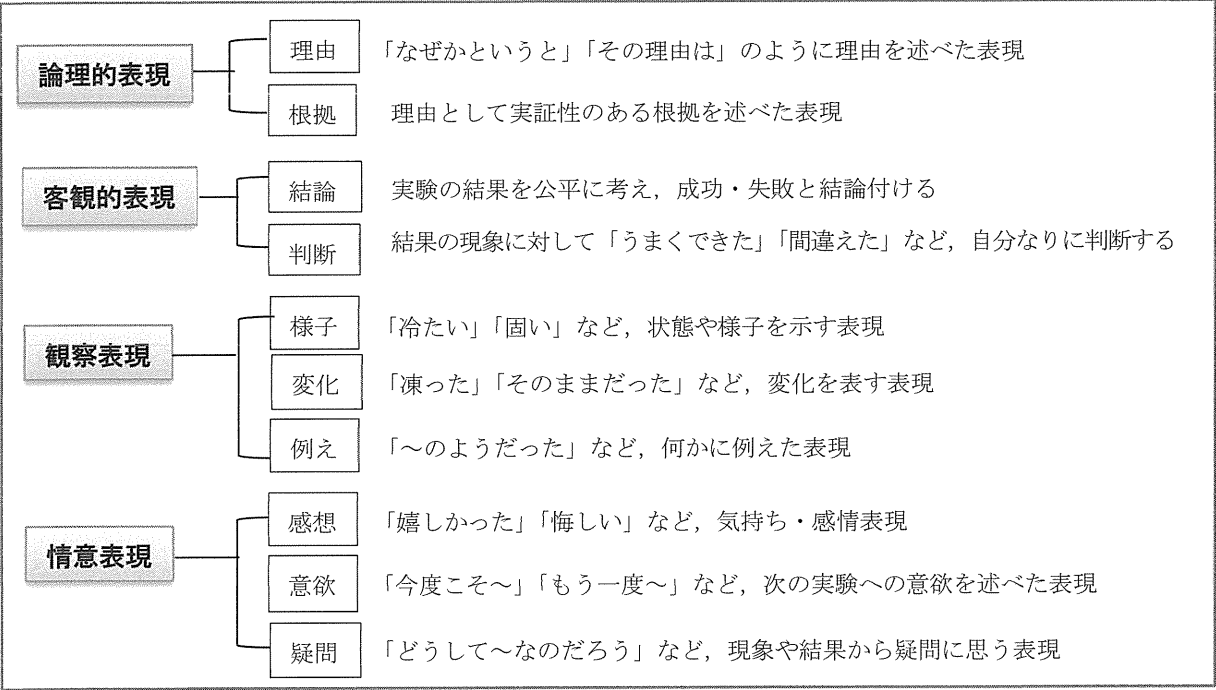 論理的表現
理由 「なぜかというと」「その理由は」のように理由を述べた表現
根拠 理由として実証性のある根拠を述べた表現
客観的表現
結論 実験の結果を公平に考え,成功・失敗と結論付ける
判断 結果の現象に対して「うまくできた」「間違えた」など,自分なりに判断する
観察表現
様子 「冷たい」「固い」など,状態や様子を示す表現
変化 「凍った」「そのままだった」など,変化を表す表現
例え 「～のようだった」など,何かに例えた表現
情意表現
感想 「嬉しかった」「悔しい」など,気持ち・感情表現
意欲 「今度こそ～」「もう一度～」など,次の実験への意欲を述べた表現
疑問 「どうして～なのだろう」など,現象や結果から疑問に思う表現